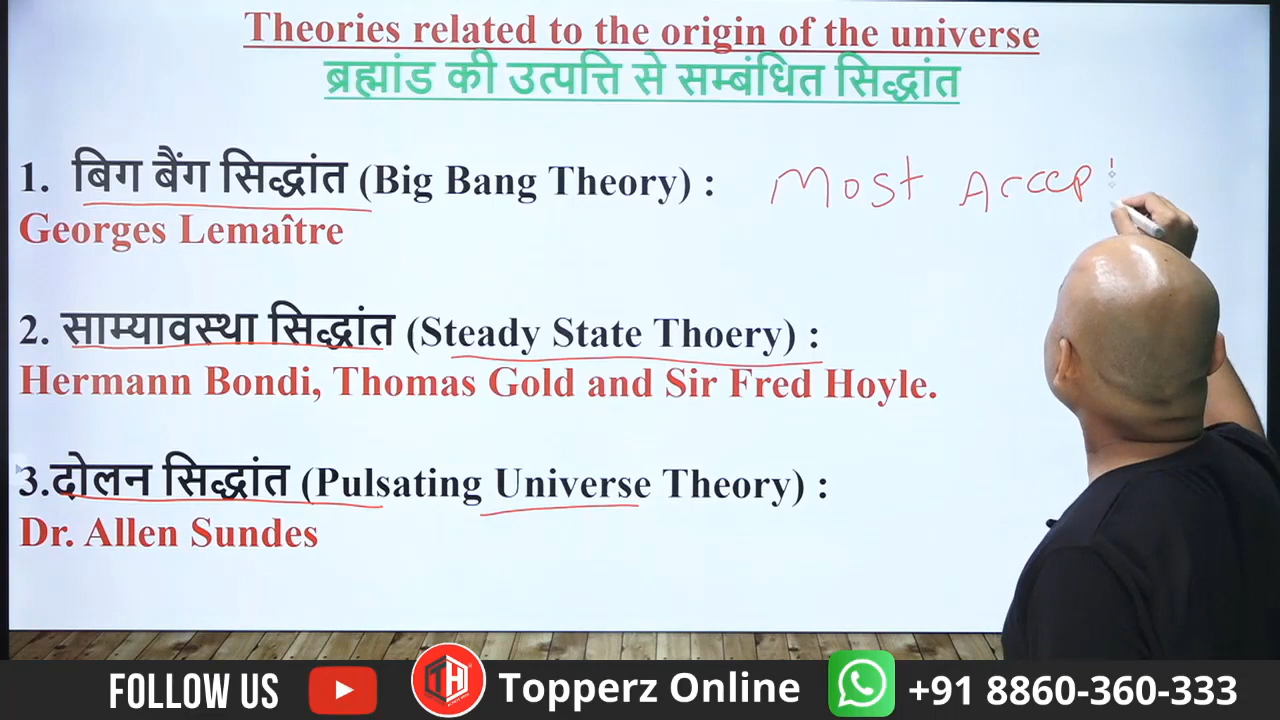 Theories related to the origin of the universe
ब्रह्मांड की उत्पत्ति से सम्बंधित सिद्धांत
1. बिग बैंग सिद्धांत (Big Bang Theory) : Most Accep
Georges Lemaître
2. साम्यावस्था सिद्धांत (Steady State Thoery) :
Hermann Bondi, Thomas Gold and Sir Fred Hoyle.
3.दोलन सिद्धांत (Pulsating Universe Theory) :
Dr. Allen Sundes
FOLLOW US TH Topperz Online +91 8860-360-333